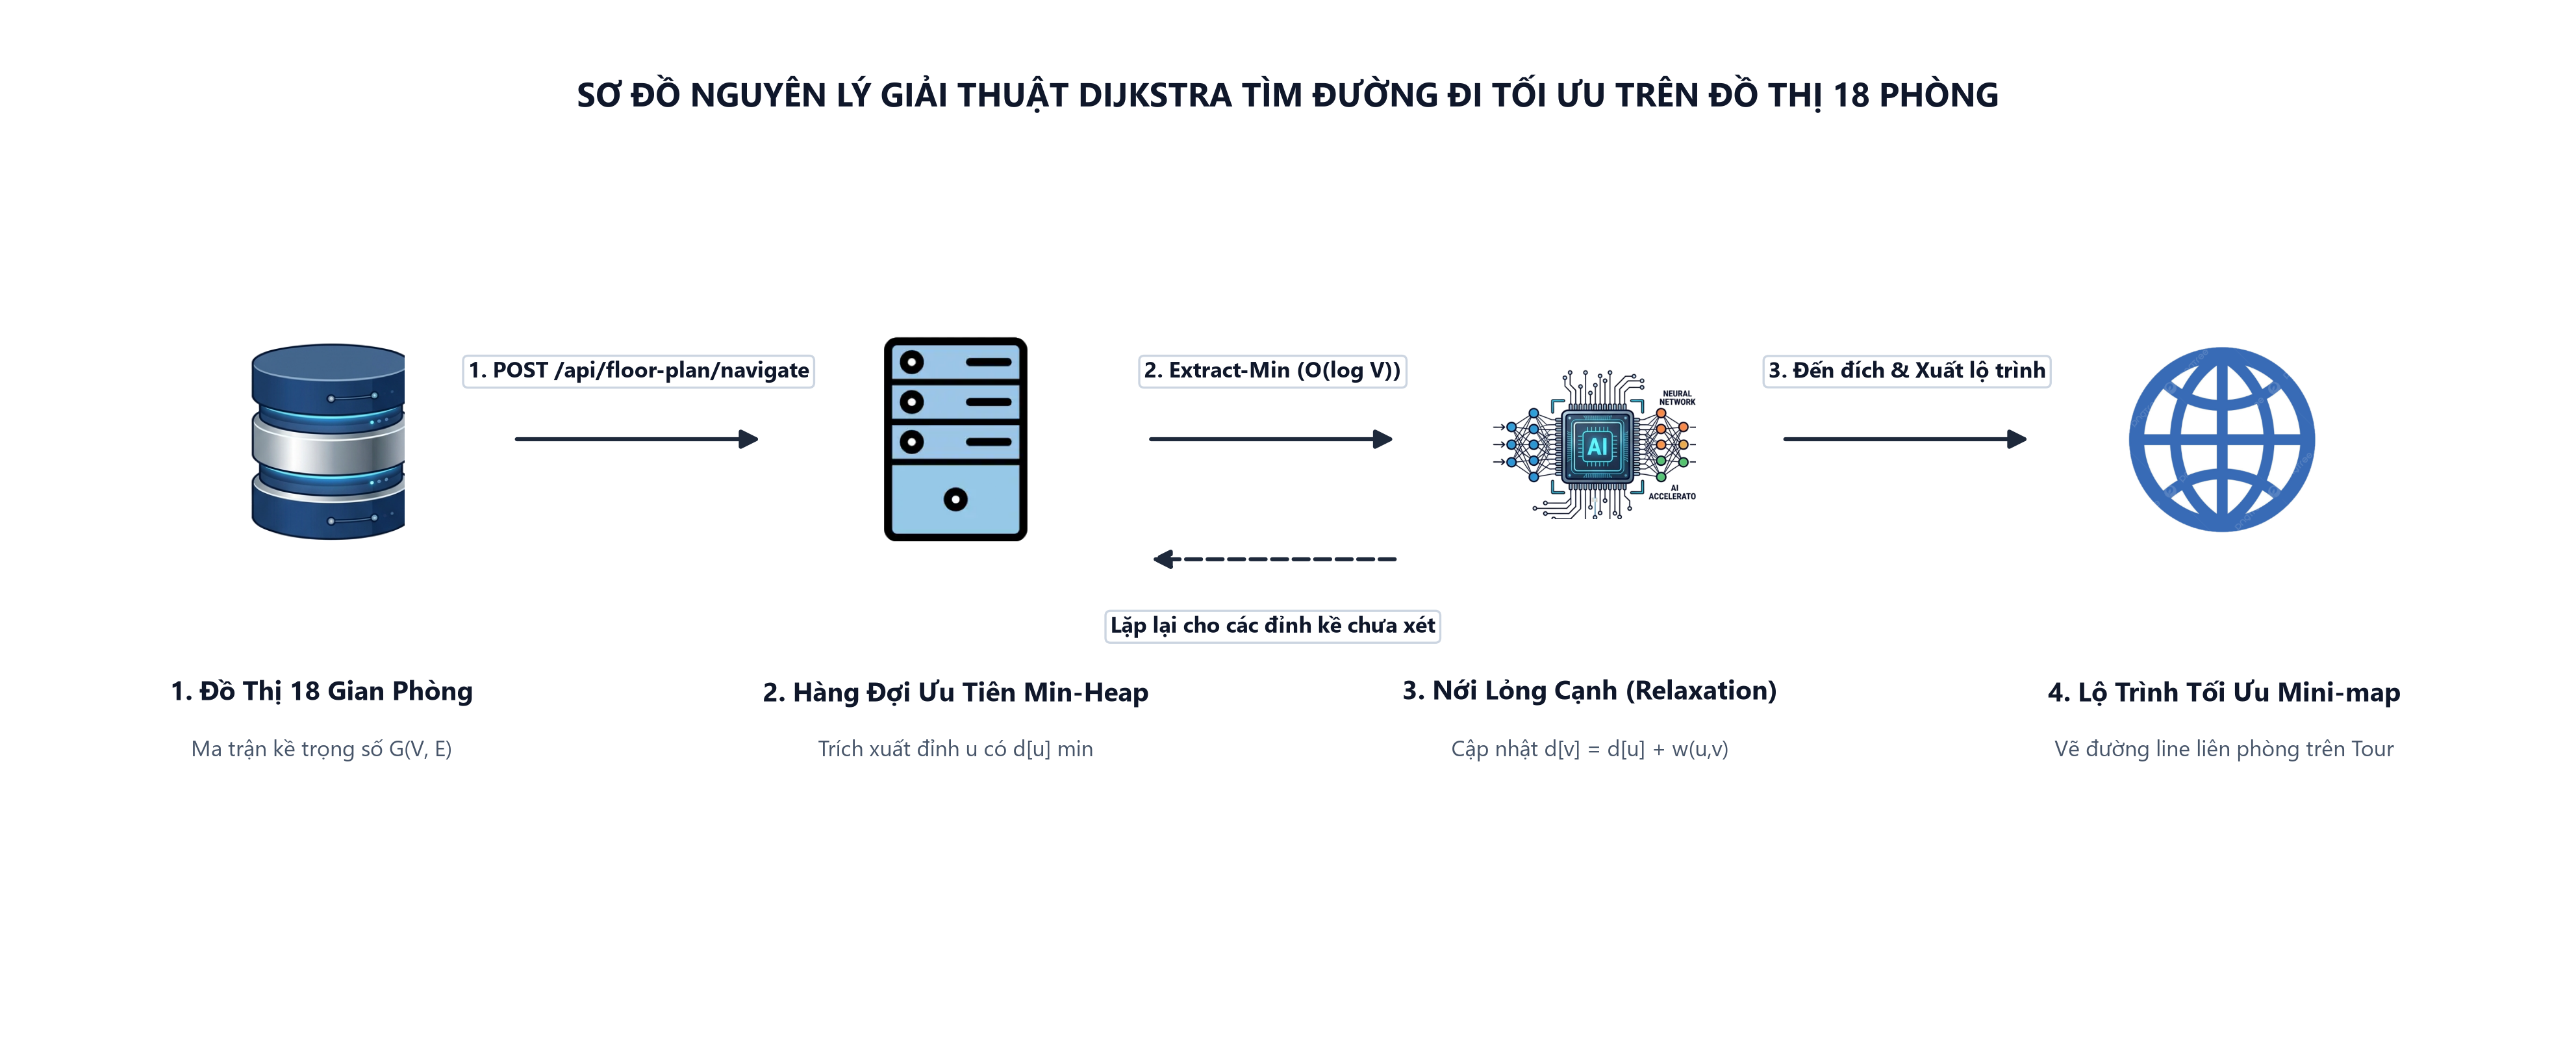 SƠ ĐỒ NGUYÊN LÝ GIẢI THUẬT DIJKSTRA TÌM ĐƯỜNG ĐI TỐI ƯU TRÊN ĐỒ THỊ 18 PHÒNG
1. POST /api/floor-plan/navigate
2. Extract-Min (O(log V))
3. Đến đích & Xuất lộ trình
NEURAL
NETWORK
AI
AI
ACCELERATO
Lặp lại cho các đỉnh kề chưa xét
1. Đồ Thị 18 Gian Phòng
2. Hàng Đợi Ưu Tiên Min-Heap
3. Nới Lỏng Cạnh (Relaxation)
4. Lộ Trình Tối Ưu Mini-map
Ma trận kề trọng số G(V, E)
Trích xuất đỉnh u có d[u] min
Cập nhật d[v] = d[u] + w(u,v)
Vẽ đường line liên phòng trên Tour